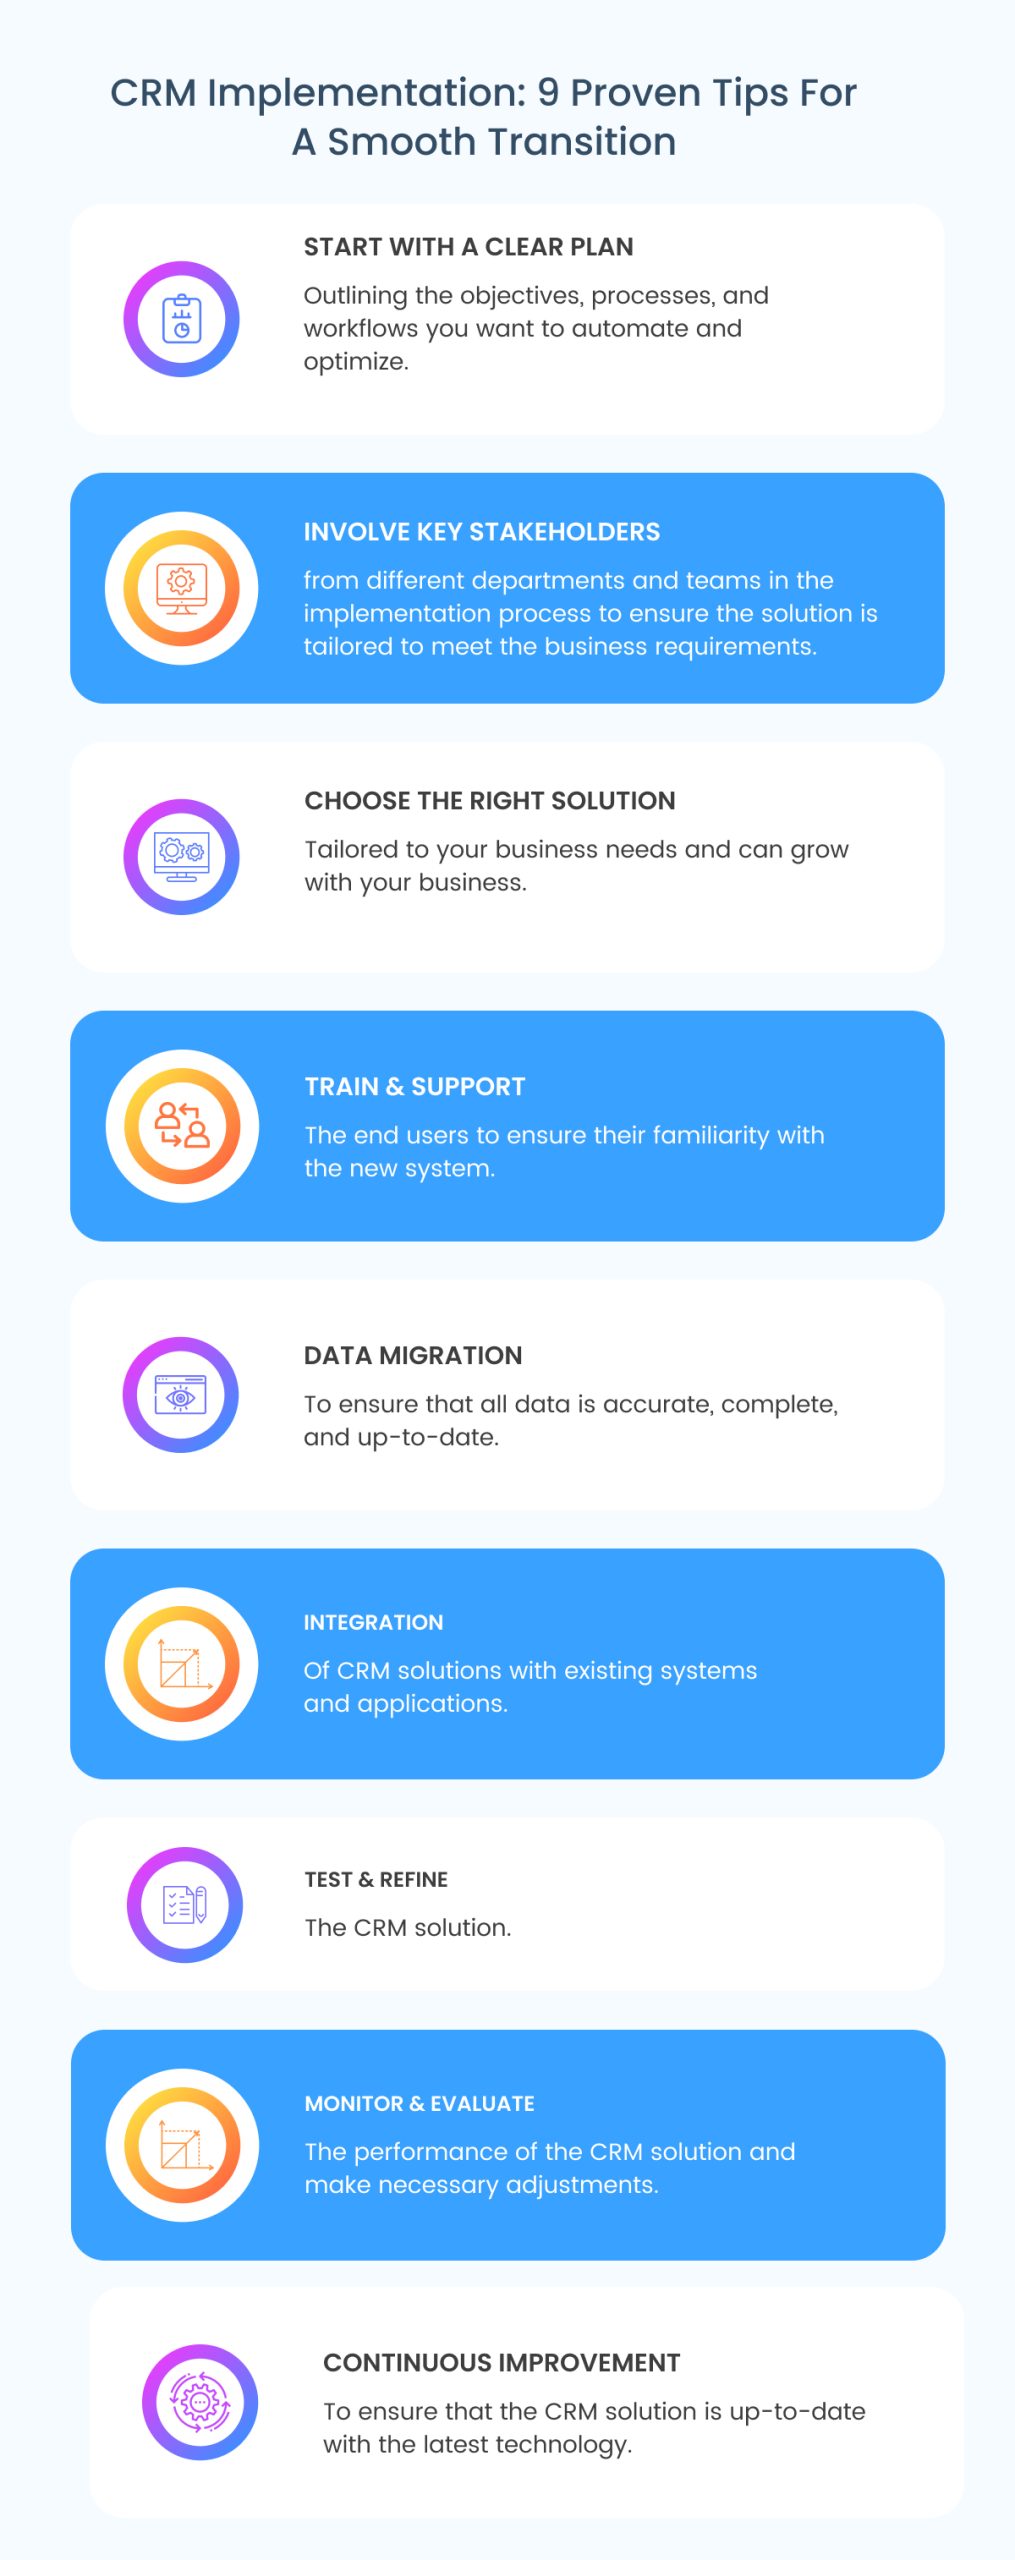 CRM Implementation: 9 Proven Tips For
A Smooth Transition
START WITH A CLEAR PLAN
Outlining the objectives, processes, and
workflows you want to automate and
optimize.
INVOLVE KEY STAKEHOLDERS
from different departments and teams in the
implementation process to ensure the solution is
tailored to meet the business requirements.
CHOOSE THE RIGHT SOLUTION
Tailored to your business needs and can grow
with your business.
TRAIN & SUPPORT
The end users to ensure their familiarity with
the new system.
DATA MIGRATION
To ensure that all data is accurate, complete,
and up-to-date.
INTEGRATION
Of CRM solutions with existing systems
and applications.
TEST & REFINE
The CRM solution.
MONITOR & EVALUATE
The performance of the CRM solution and
make necessary adjustments.
CONTINUOUS IMPROVEMENT
To ensure that the CRM solution is up-to-date
with the latest technology.